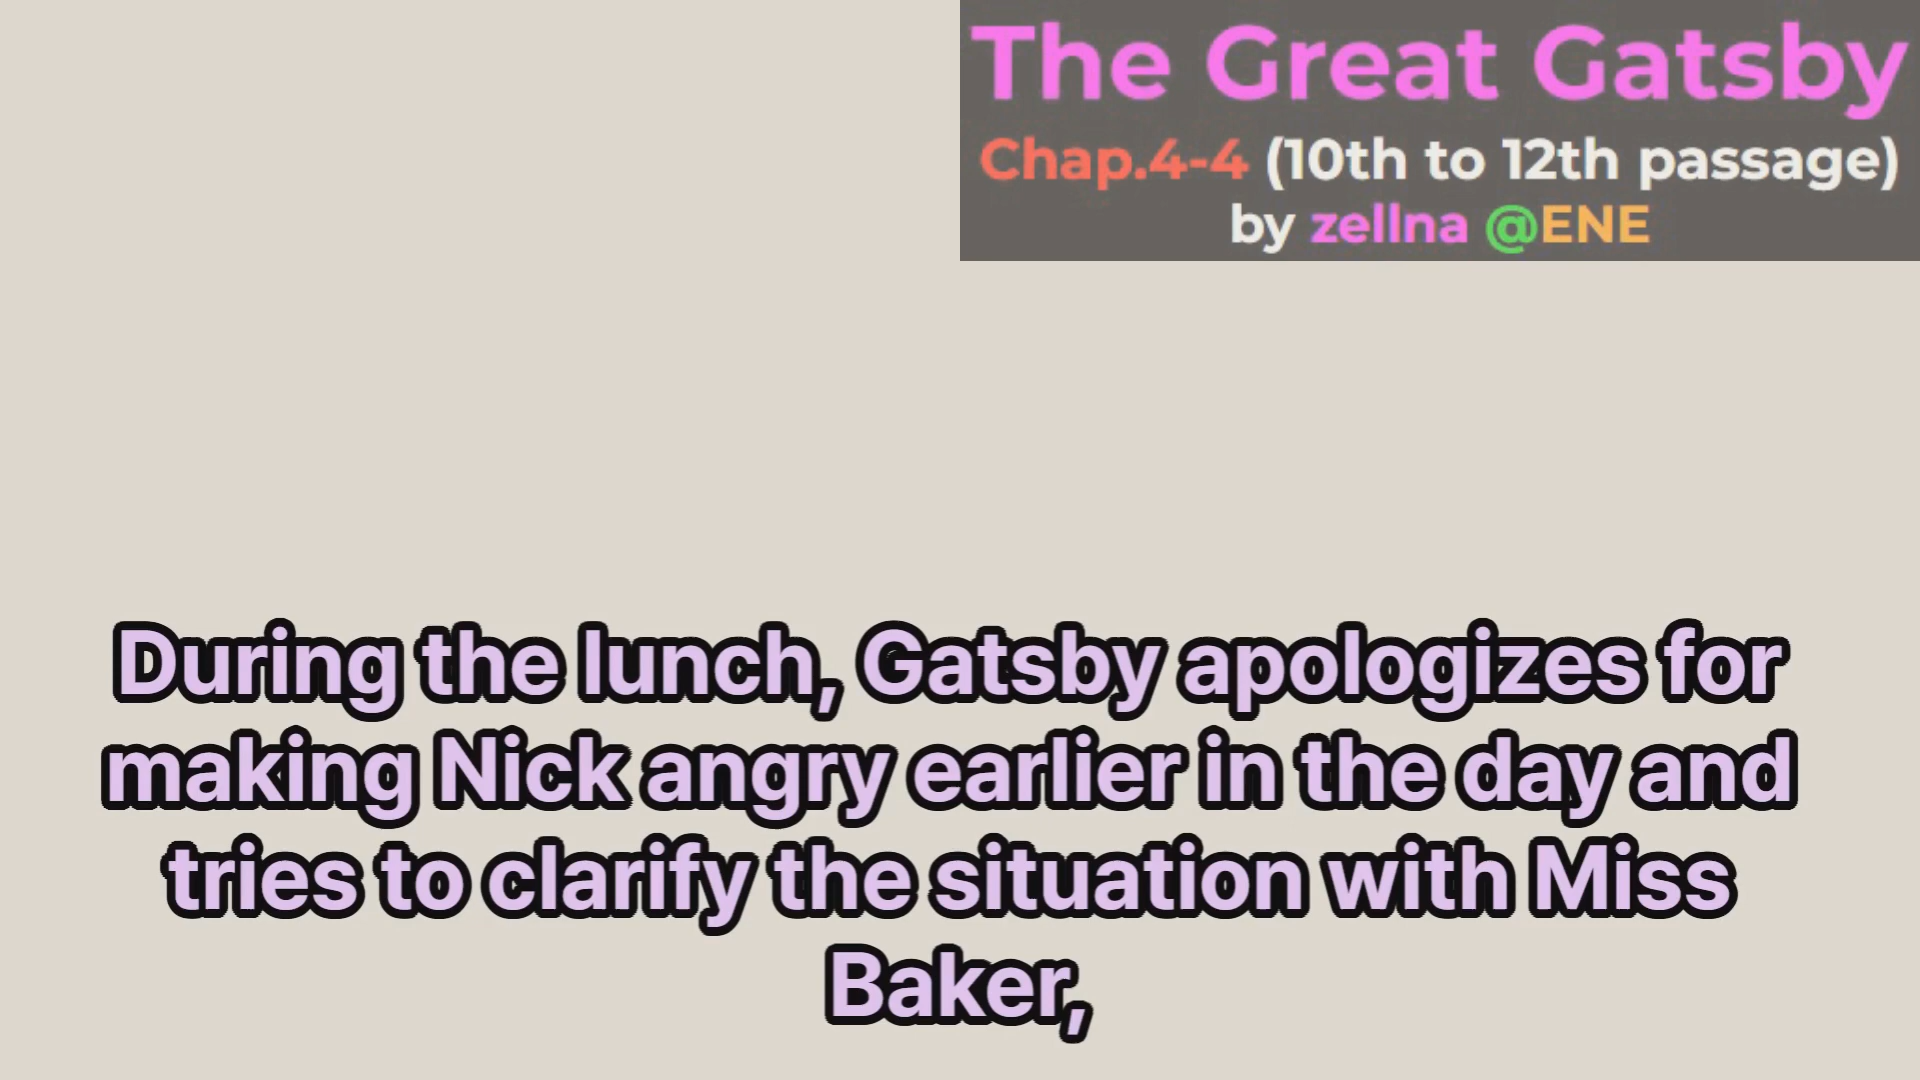 The Great Gatsby
Chap.4-4 (10th to 12th passage)
by zellna @ENE
During the lunch, Gatsby apologizes for
making Nick angry earlier in the day and
tries to clarify the situation with Miss
Baker,